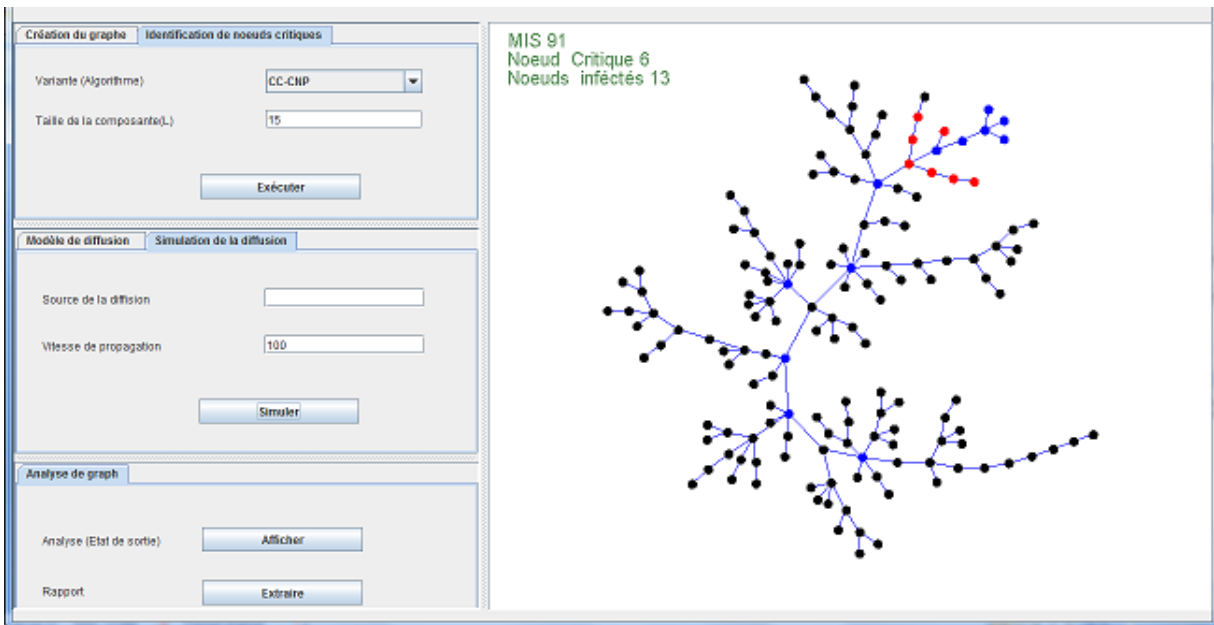 Création du graphe
Identification de noeuds critiques
Variante (Algorithme)
CC-CNP
Taille de la composante(L)
15
Exécuter
Modèle de diffusion
Simulation de la diffusion
Source de la diffision
Vitesse de propagation
100
Simuler
Analyse de graph
Analyse (Etat de sortie)
Afficher
Rapport
Extraire
MIS 91
Noeud Critique 6
Noeuds inféctés 13